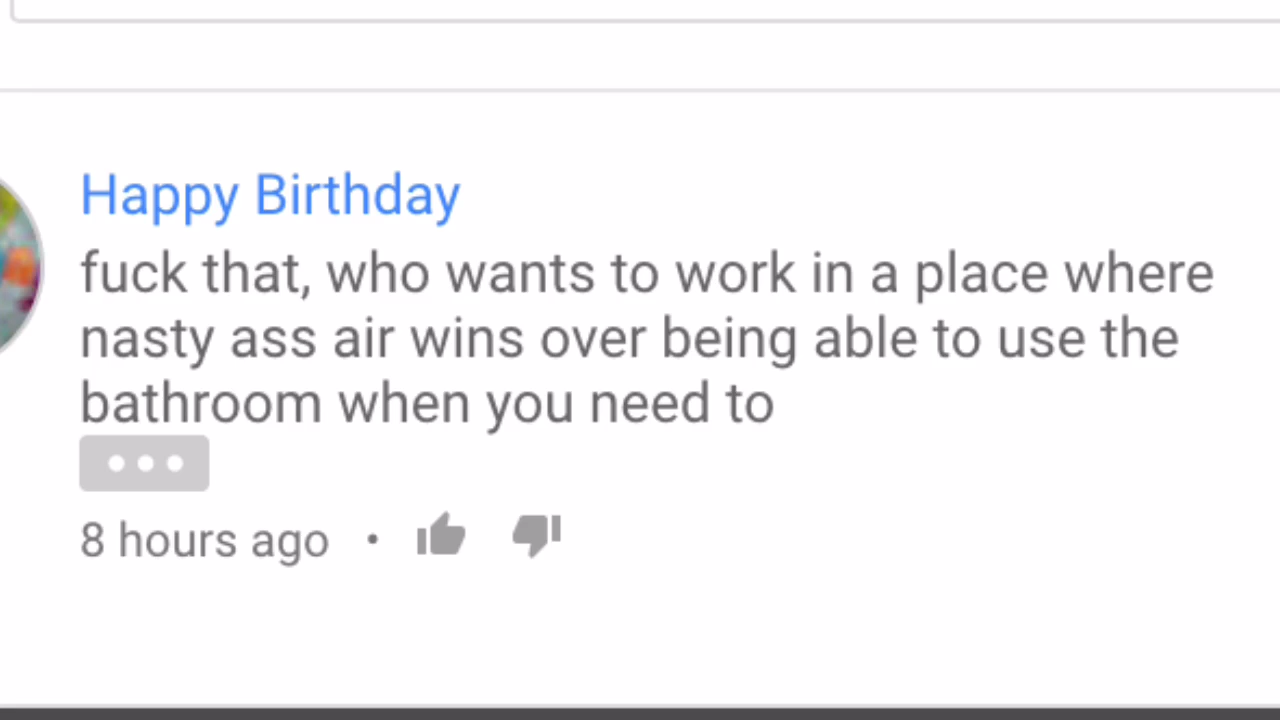 Happy Birthday
fuck that, who wants to work in a place where
nasty ass air wins over being able to use the
bathroom when you need to
...
8 hours ago •